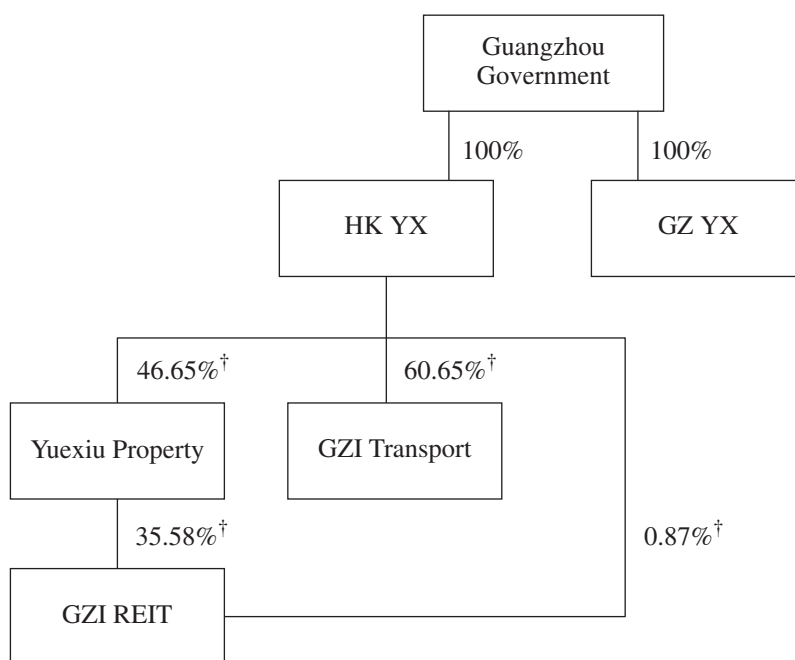 Guangzhou
Government
100%
100%
HK YX
GZ YX
46.65%†
60.65%†
Yuexiu Property
GZI Transport
35.58%†
0.87%†
GZI REIT